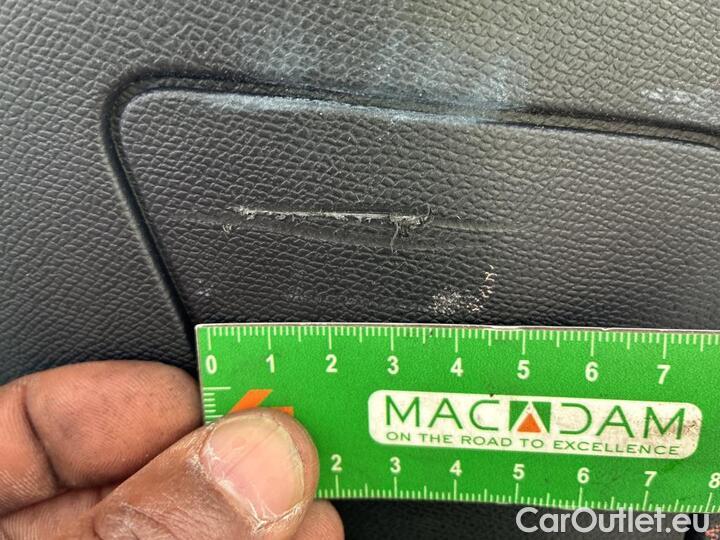 0 1 2 3 4 5 6 7
MACADAM
ON THE ROAD TO EXCELLENCE
2 3 4 5 6 7 8
CarOutlet.eu